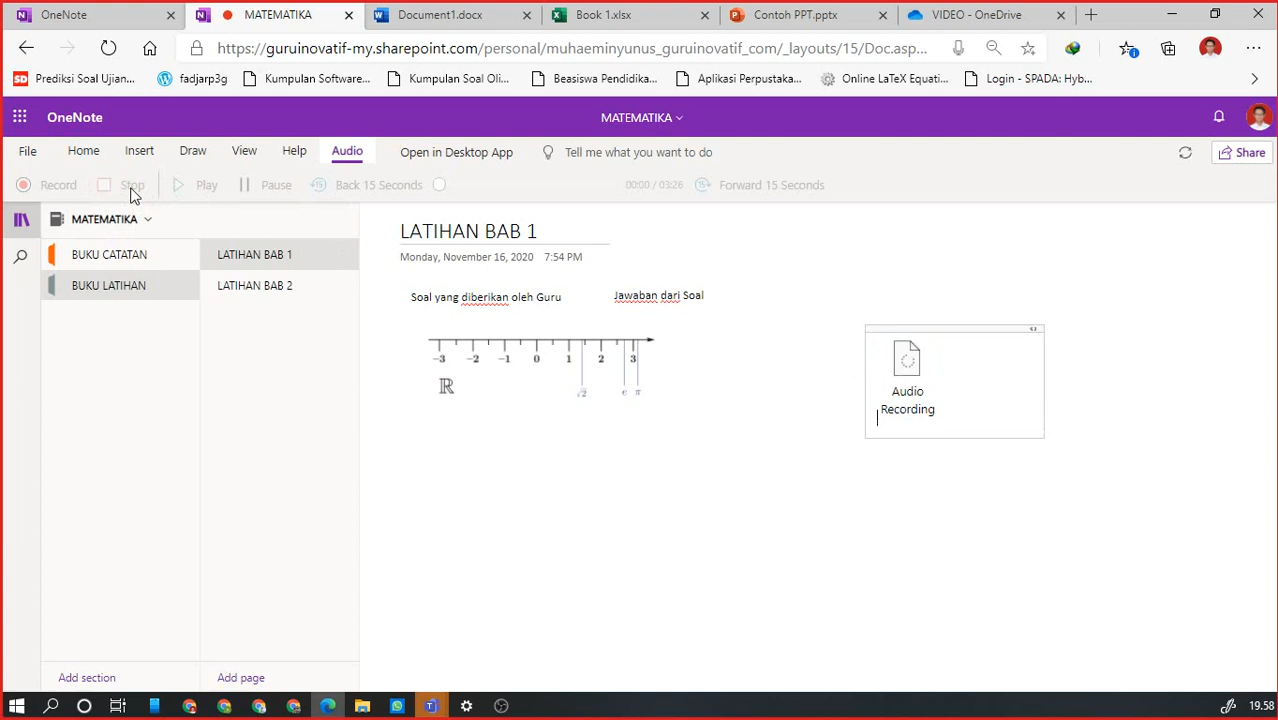 OneNote
MATEMATIKA
Document1.docx
Book 1.xlsx
Contoh PPT.pptx
VIDEO - OneDrive
https://guruinovatif-my.sharepoint.com/personal/muhaeminyunus_guruinovatif_com/_layouts/15/Doc.asp...
Prediksi Soal Ujian...
fadjarp3g
Kumpulan Software...
Kumpulan Soal Oli...
Beasiswa Pendidika...
Aplikasi Perpustaka...
Online LaTeX Equati...
Login - SPADA: Hyb...
OneNote
MATEMATIKA
File Home Insert Draw View Help Audio Open in Desktop App Tell me what you want to do Share
Record Stop Play Pause Back 15 Seconds 00:00 / 03:26 Forward 15 Seconds
MATEMATIKA
BUKU CATATAN
BUKU LATIHAN
LATIHAN BAB 1
LATIHAN BAB 2
LATIHAN BAB 1
Monday, November 16, 2020 7:54 PM
Soal yang diberikan oleh Guru
Jawaban dari Soal
−3 −2 −1 0 1 2 3
ℝ √2 e π
Audio
Recording
Add section
Add page
19.58